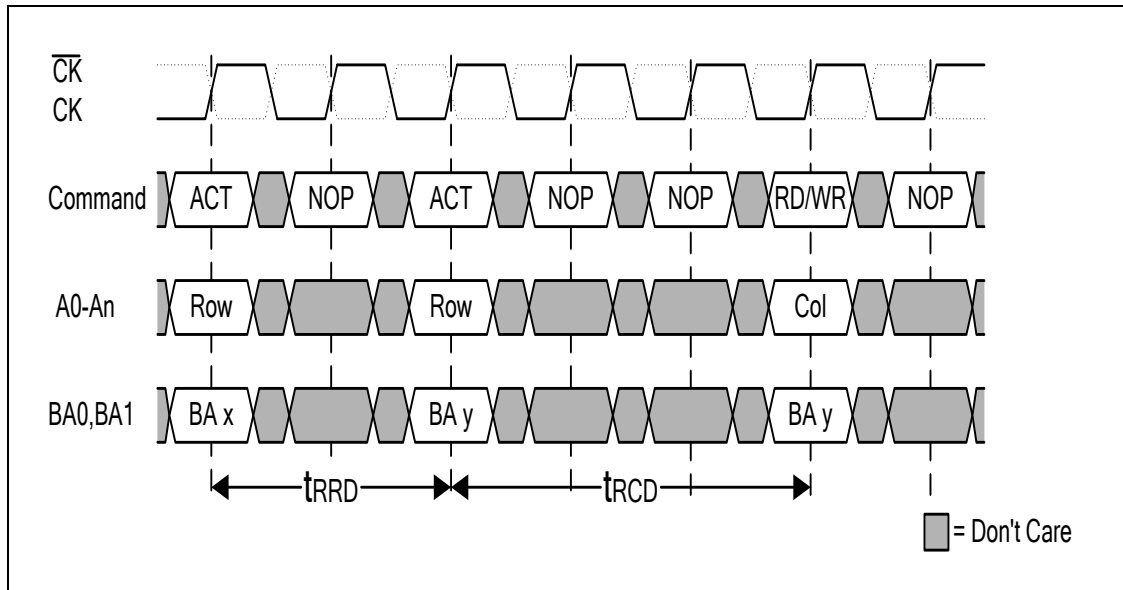 C̅K̅
CK
Command ACT NOP ACT NOP NOP RD/WR NOP
A0-An Row Row Col
BA0,BA1 BA x BA y BA y
tRRD tRCD
= Don't Care